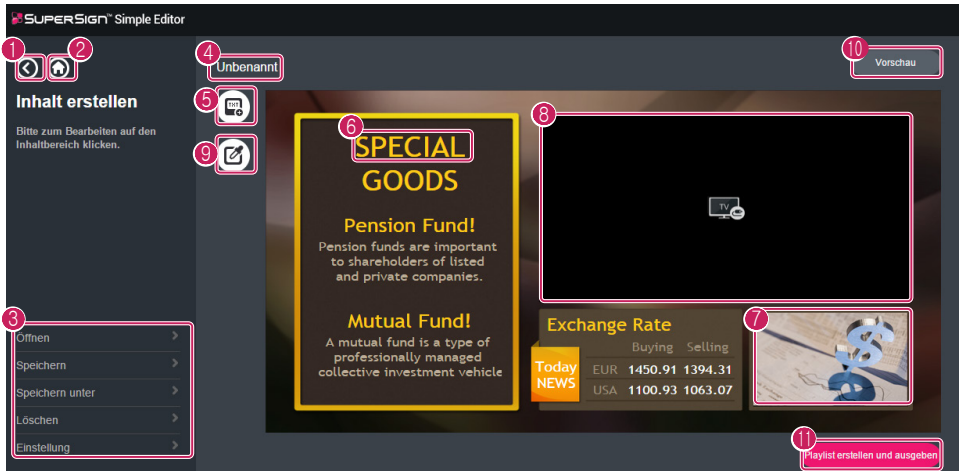 SUPERSIGN™ Simple Editor
1
2
4
Unbenannt
10
Vorschau
Inhalt erstellen
Bitte zum Bearbeiten auf den
Inhaltbereich klicken.
5
TXT
9
6
SPECIAL
GOODS
Pension Fund!
Pension funds are important
to shareholders of listed
and private companies.
Mutual Fund!
A mutual fund is a type of
professionally managed
collective investment vehicle
8
TV
Exchange Rate
Buying Selling
Today
NEWS
EUR 1450.91 1394.31
USA 1100.93 1063.07
7
3
Öffnen
Speichern
Speichern unter
Löschen
Einstellung
11
Playlist erstellen und ausgeben